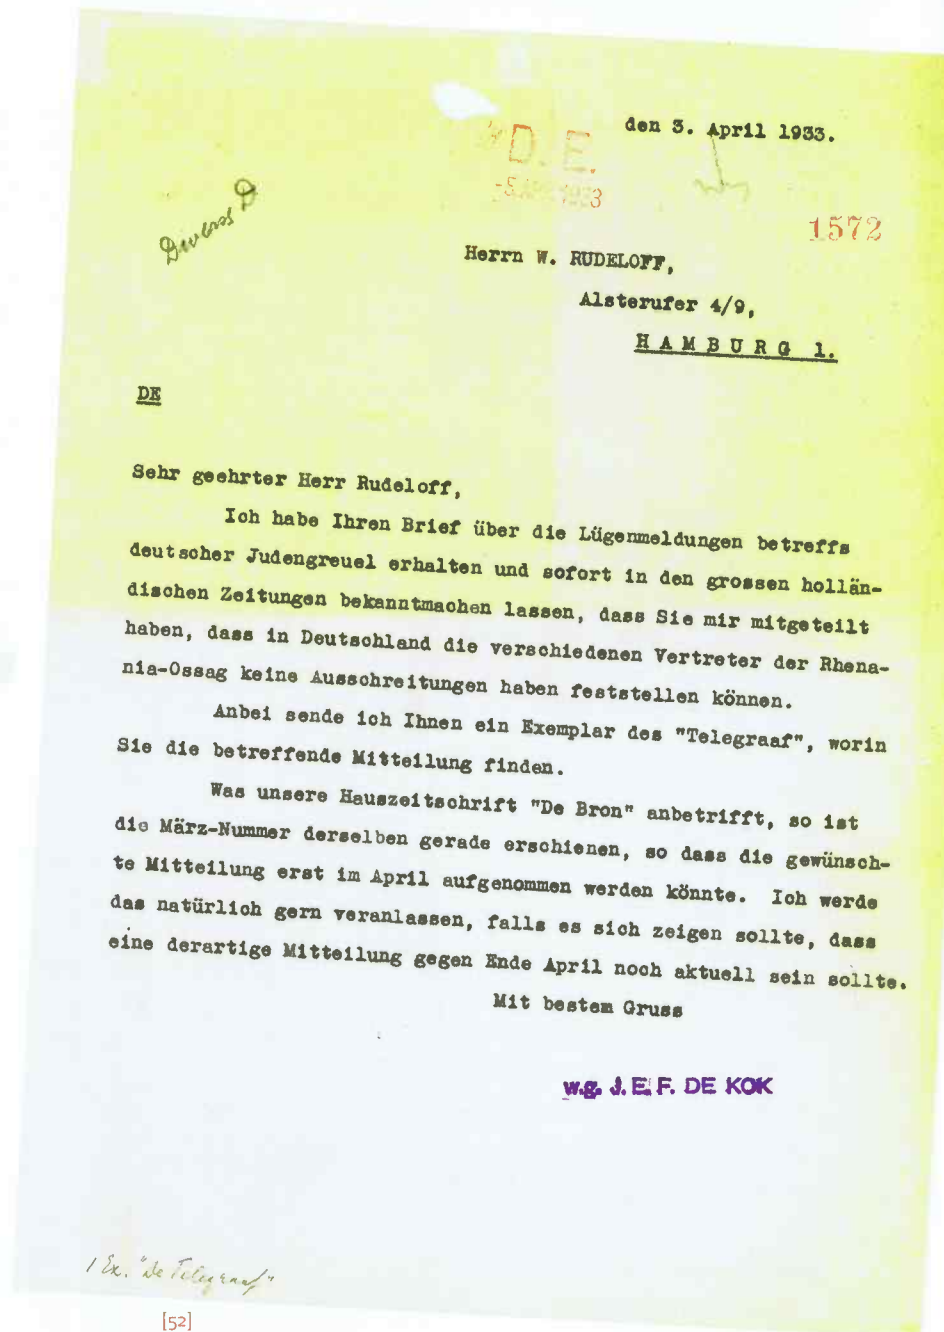 den 3. April 1933.
D. E.
-5 APR 1933
Divers D
1572
Herrn W. RUDELOFF,
Alsterufer 4/9,
HAMBURG 1.
DE
Sehr geehrter Herr Rudeloff,
Ich habe Ihren Brief über die Lügenmeldungen betreffs
deutscher Judengreuel erhalten und sofort in den grossen hollän-
dischen Zeitungen bekanntmachen lassen, dass Sie mir mitgeteilt
haben, dass in Deutschland die verschiedenen Vertreter der Rhena-
nia-Ossag keine Ausschreitungen haben feststellen können.
Anbei sende ich Ihnen ein Exemplar des "Telegraaf", worin
Sie die betreffende Mitteilung finden.
Was unsere Hauszeitschrift "De Bron" anbetrifft, so ist
die März-Nummer derselben gerade erschienen, so dass die gewünsch-
te Mitteilung erst im April aufgenommen werden könnte. Ich werde
das natürlich gern veranlassen, falls es sich zeigen sollte, dass
eine derartige Mitteilung gegen Ende April noch aktuell sein sollte.
Mit bestem Gruss
w.g. J. E. F. DE KOK
1 Ex. "De Telegraaf"
[52]